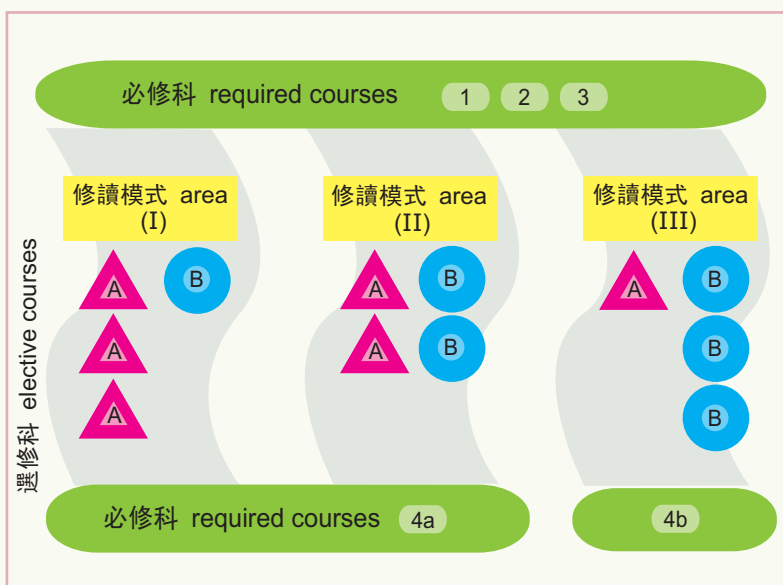 必修科 required courses 1 2 3
修讀模式 area
(I)
修讀模式 area
(II)
修讀模式 area
(III)
A B A B A B
A A B B
A B
選修科 elective courses
必修科 required courses 4a 4b